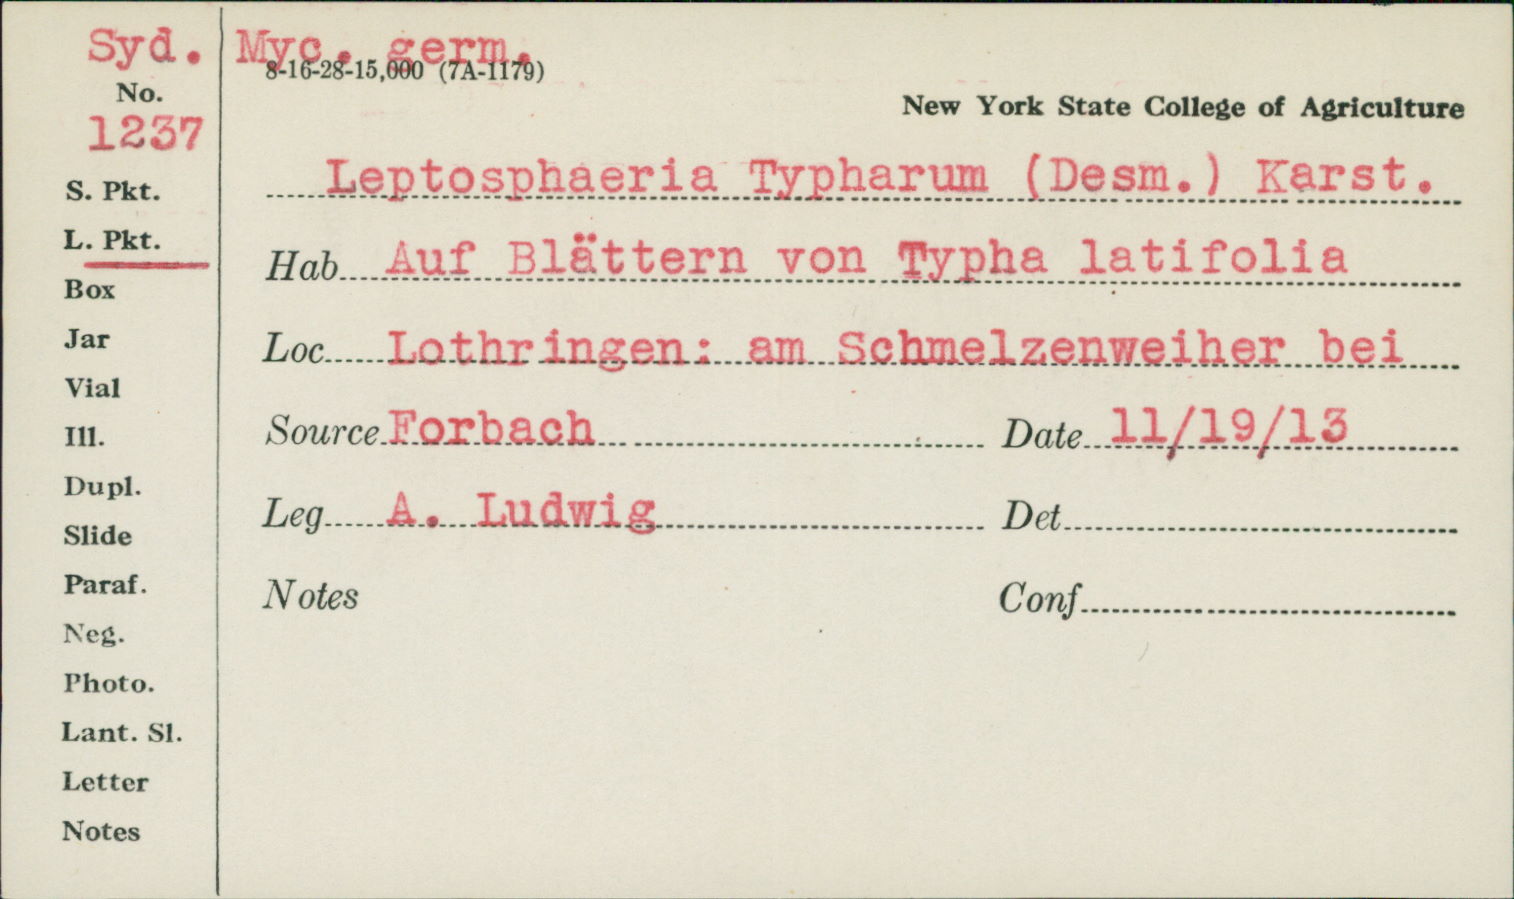 Syd. Myc. germ.
8-16-28-15,000 (7A-1179)
No.
1237
New York State College of Agriculture
Leptosphaeria Typharum (Desm.) Karst.
S. Pkt.
L. Pkt.
Hab. Auf Blättern von Typha latifolia
Box
Loc. Lothringen: am Schmelzenweiher bei
Jar
Vial
Source Forbach Date 11/19/13
Ill.
Dupl.
Leg. A. Ludwig Det.
Slide
Paraf.
Notes Conf.
Neg.
Photo.
Lant. Sl.
Letter
Notes